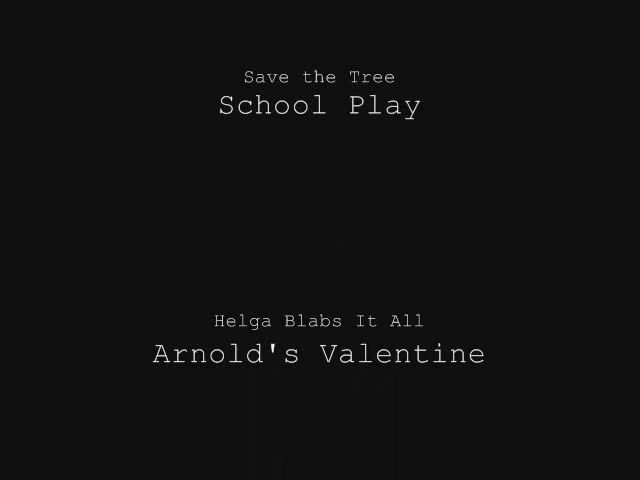 Save the Tree
School Play
Helga Blabs It All
Arnold's Valentine